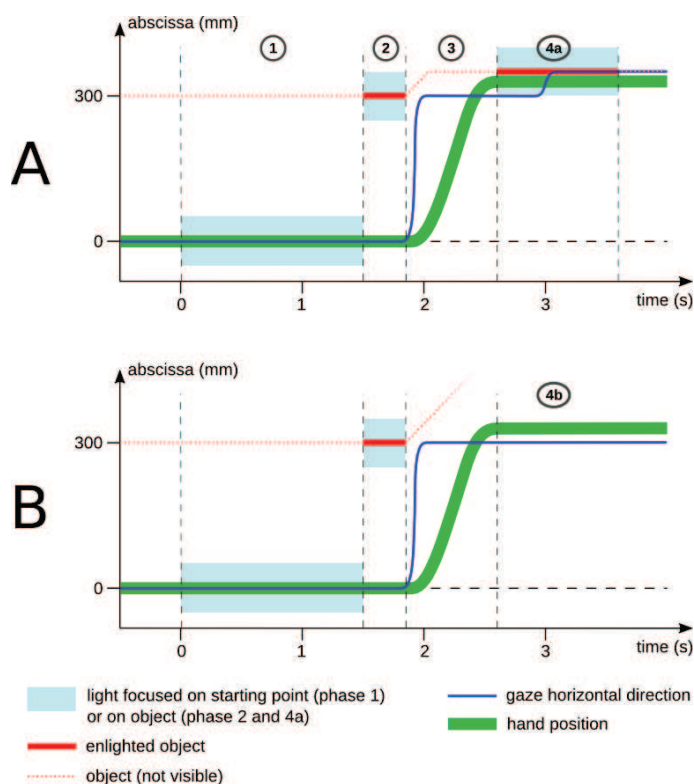 A
abscissa (mm)
1
2
3
4a
300
0
0
1
2
3
time (s)
B
abscissa (mm)
4b
300
0
0
1
2
3
time (s)
light focused on starting point (phase 1)
or on object (phase 2 and 4a)
enlighted object
object (not visible)
gaze horizontal direction
hand position